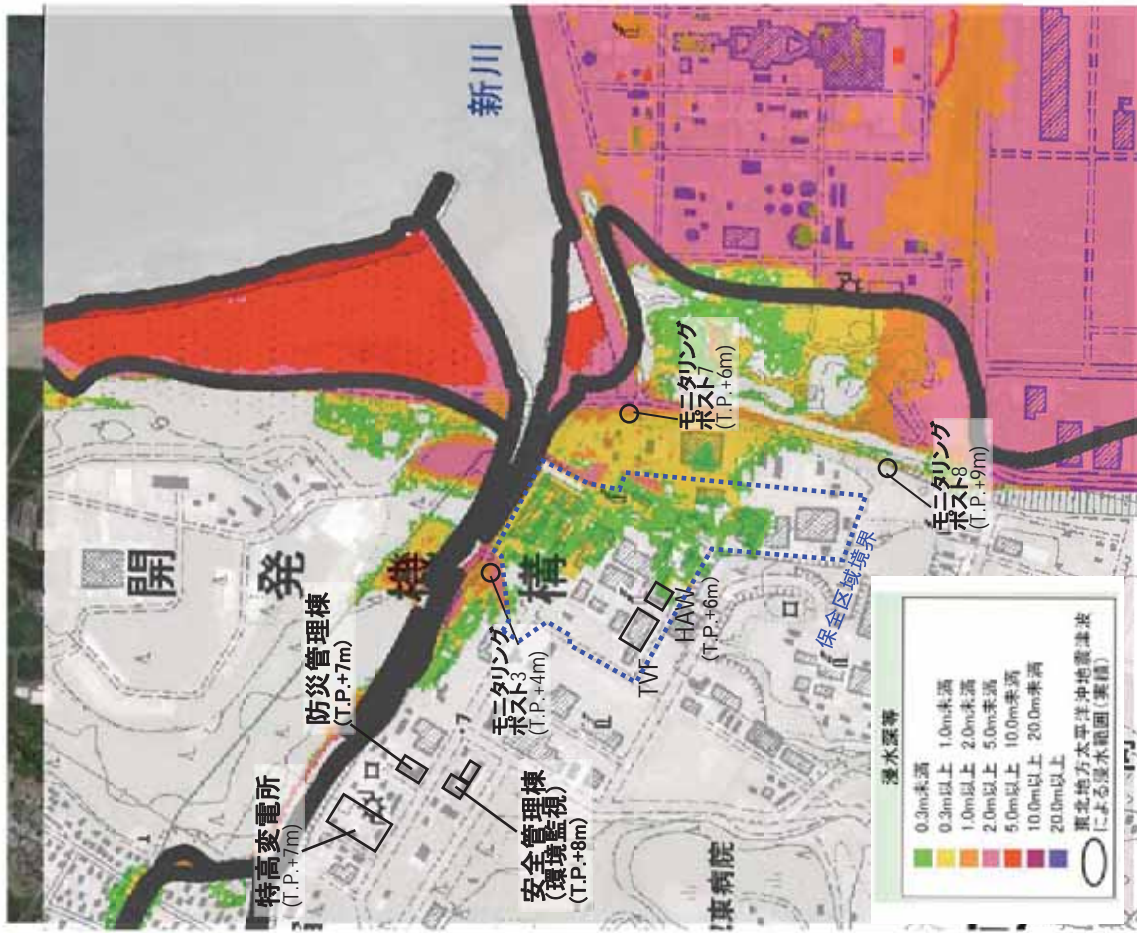 新川
開発機構
特高変電所
(T.P.+7m)
防災管理棟
(T.P.+7m)
安全管理棟
(環境監視)
(T.P.+8m)
モニタリング
ポスト3
(T.P.+4m)
TVF
HAW
(T.P.+6m)
モニタリング
ポスト7
(T.P.+6m)
モニタリング
ポスト8
(T.P.+9m)
保全区域境界
東病院
浸水深等
0.3m未満
0.3m以上 1.0m未満
1.0m以上 2.0m未満
2.0m以上 5.0m未満
5.0m以上 10.0m未満
10.0m以上 20.0m未満
20.0m以上
東北地方太平洋沖地震津波
による浸水範囲(実績)